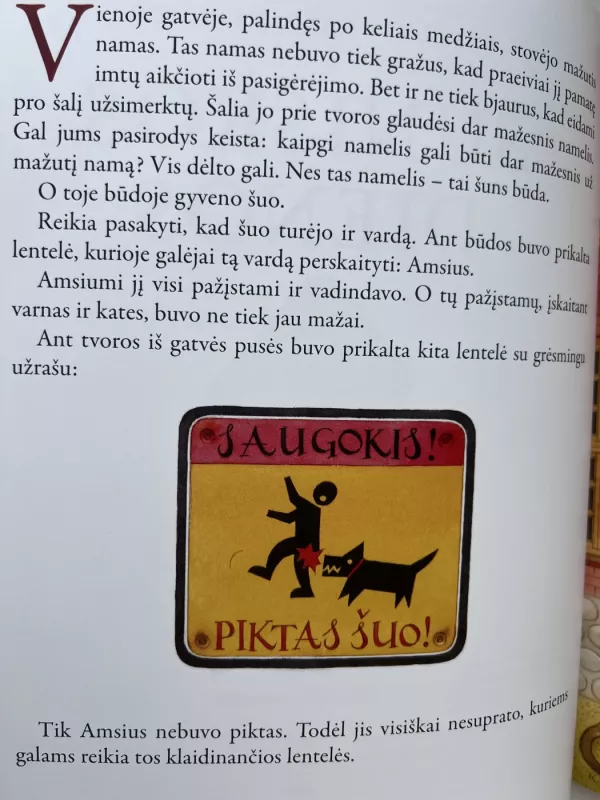 Vienoje gatvėje, palindęs po keliais medžiais, stovėjo mažutis
namas. Tas namas nebuvo tiek gražus, kad praeiviai jį pamatę
imtų aikčioti iš pasigėrėjimo. Bet ir ne tiek bjaurus, kad eidami
pro šalį užsimerktų. Šalia jo prie tvoros glaudėsi dar mažesnis namelis.
Gal jums pasirodys keista: kaipgi namelis gali būti dar mažesnis už
mažutį namą? Vis dėlto gali. Nes tas namelis – tai šuns būda.
O toje būdoje gyveno šuo.
Reikia pasakyti, kad šuo turėjo ir vardą. Ant būdos buvo prikalta
lentelė, kurioje galėjai tą vardą perskaityti: Amsius.
Amsiumi jį visi pažįstami ir vadindavo. O tų pažįstamų, įskaitant
varnas ir kates, buvo ne tiek jau mažai.
Ant tvoros iš gatvės pusės buvo prikalta kita lentelė su grėsmingu
užrašu:
SAUGOKIS!
PIKTAS ŠUO!
Tik Amsius nebuvo piktas. Todėl jis visiškai nesuprato, kuriems
galams reikia tos klaidinančios lentelės.